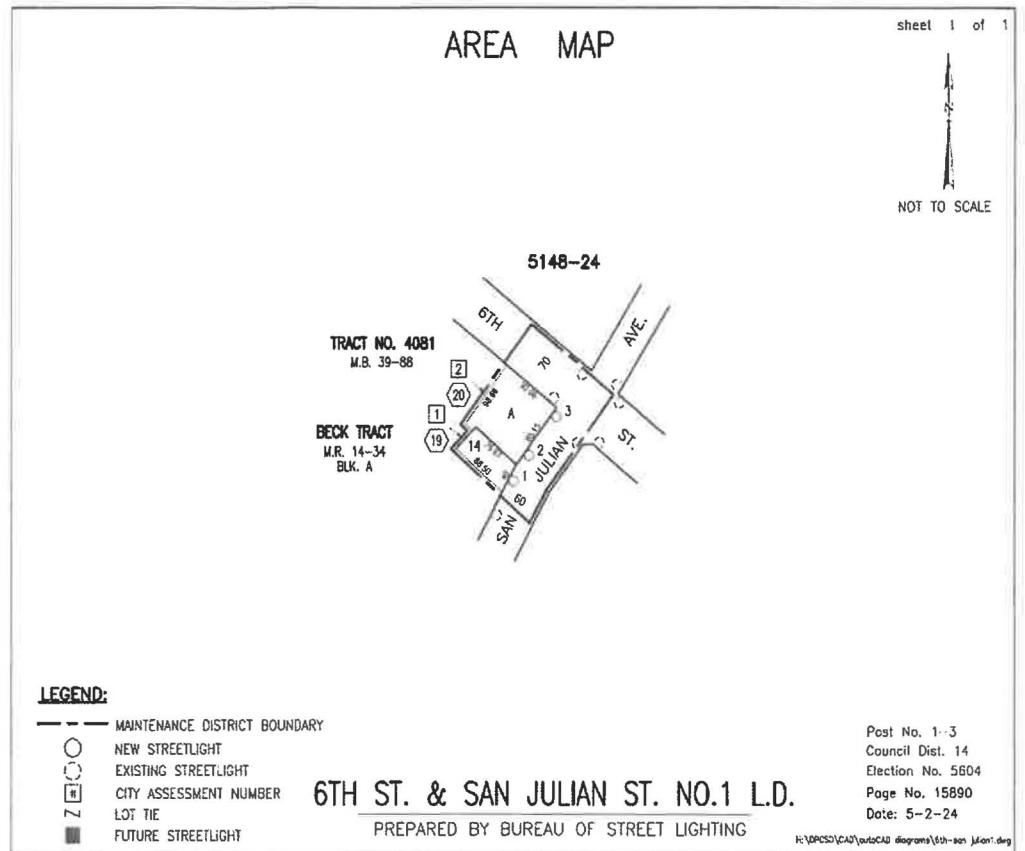 sheet 1 of 1
AREA MAP
N
NOT TO SCALE
5148-24
6TH
AVE.
TRACT NO. 4081
M.B. 39-88
70
2
20
A
3
1
BECK TRACT
19
M.R. 14-34
BLK. A
14
2
JULIAN
ST.
88.50
1
60
SAN
LEGEND:
MAINTENANCE DISTRICT BOUNDARY
NEW STREETLIGHT
EXISTING STREETLIGHT
# CITY ASSESSMENT NUMBER
Z LOT TIE
FUTURE STREETLIGHT
6TH ST. & SAN JULIAN ST. NO.1 L.D.
PREPARED BY BUREAU OF STREET LIGHTING
Post No. 1-3
Council Dist. 14
Election No. 5604
Page No. 15890
Date: 5-2-24